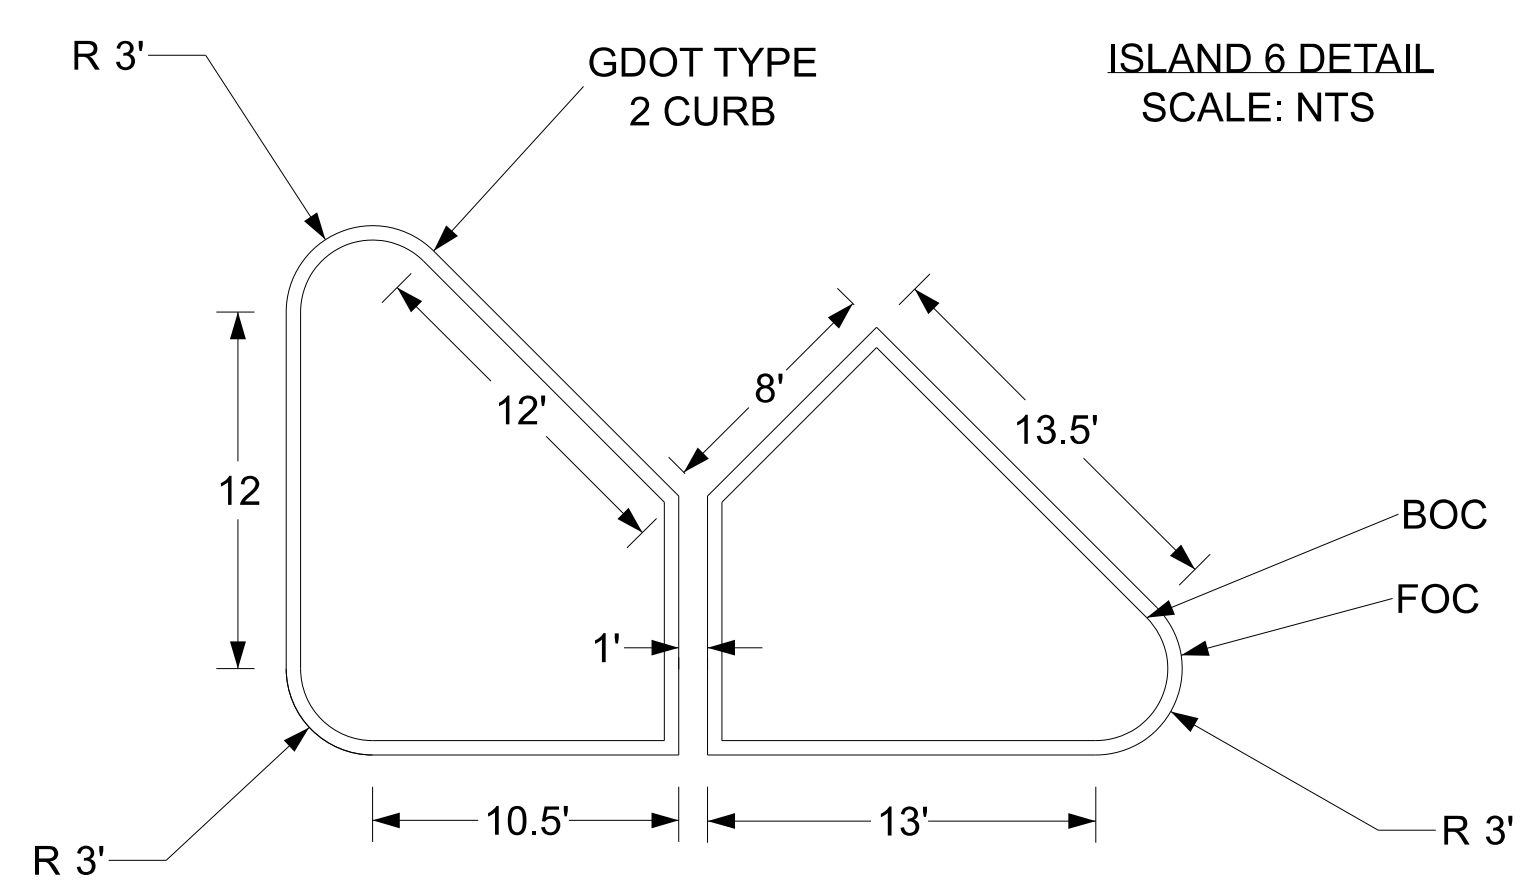 R 3'
GDOT TYPE
2 CURB
ISLAND 6 DETAIL
SCALE: NTS
8'
12'
13.5'
12
BOC
FOC
1'
10.5'
13'
R 3'
R 3'